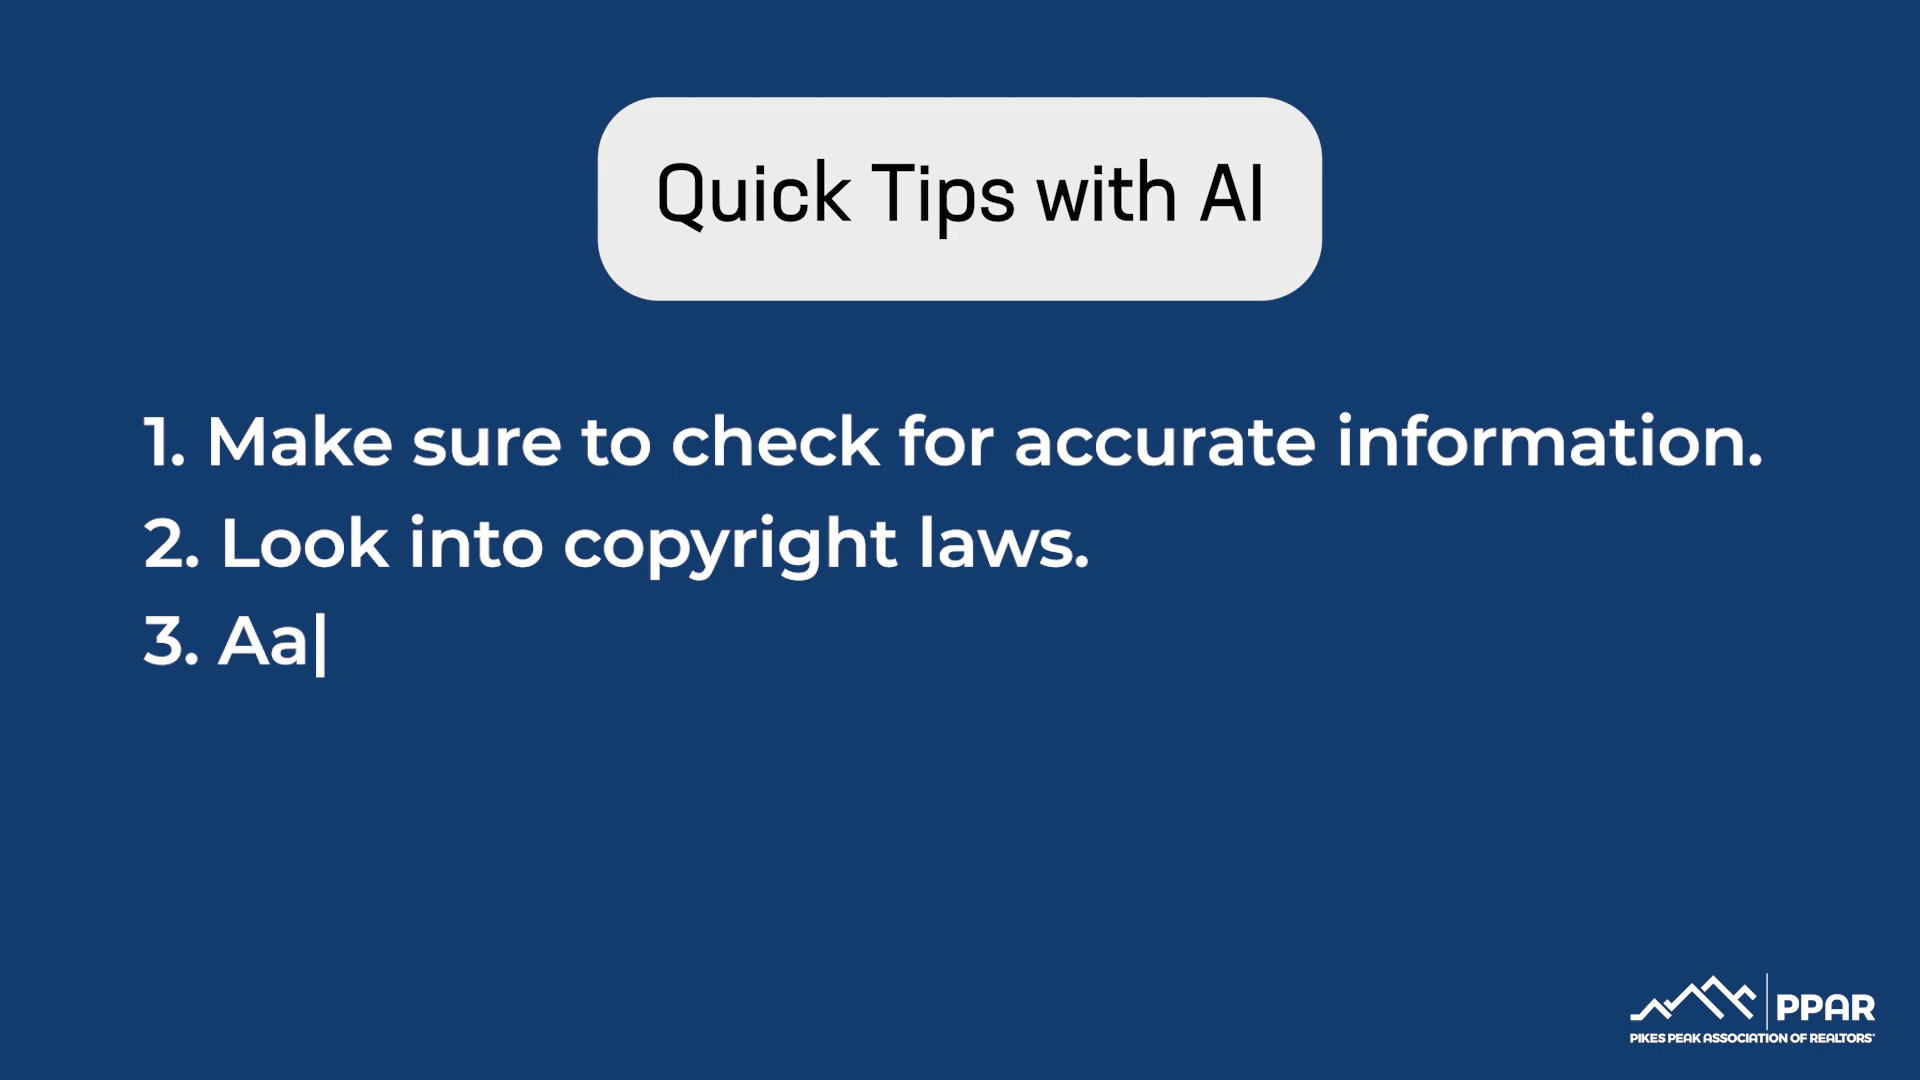 Quick Tips with AI
1. Make sure to check for accurate information.
2. Look into copyright laws.
3. Aa|
PPAR
PIKES PEAK ASSOCIATION OF REALTORS®